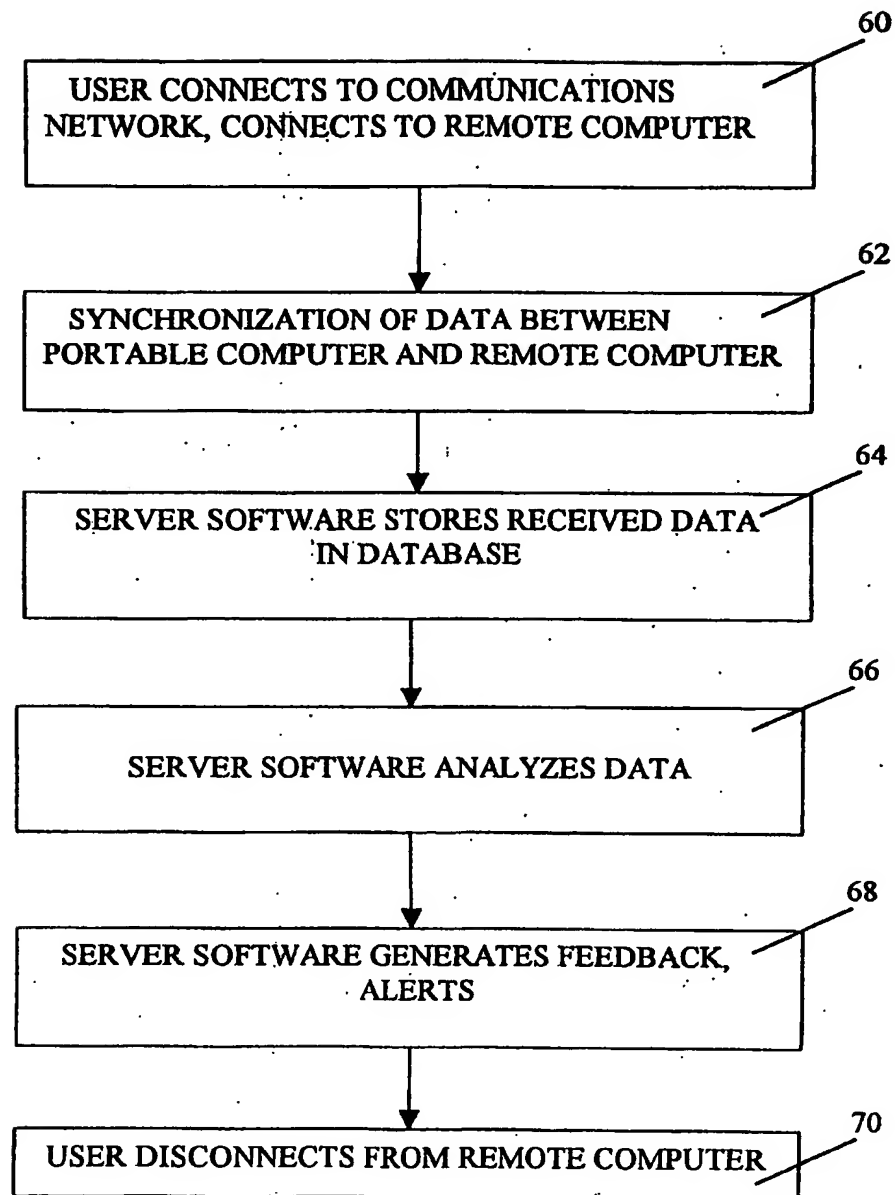 60
USER CONNECTS TO COMMUNICATIONS
NETWORK, CONNECTS TO REMOTE COMPUTER
62
SYNCHRONIZATION OF DATA BETWEEN
PORTABLE COMPUTER AND REMOTE COMPUTER
64
SERVER SOFTWARE STORES RECEIVED DATA
IN DATABASE
66
SERVER SOFTWARE ANALYZES DATA
68
SERVER SOFTWARE GENERATES FEEDBACK,
ALERTS
70
USER DISCONNECTS FROM REMOTE COMPUTER